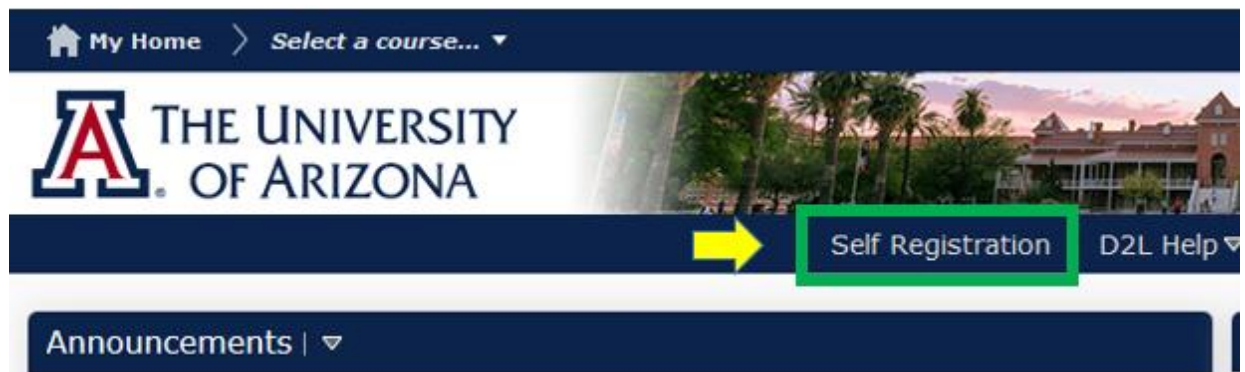 My Home > Select a course... ▼
THE UNIVERSITY
OF ARIZONA
Self Registration D2L Help ▽
Announcements | ▽